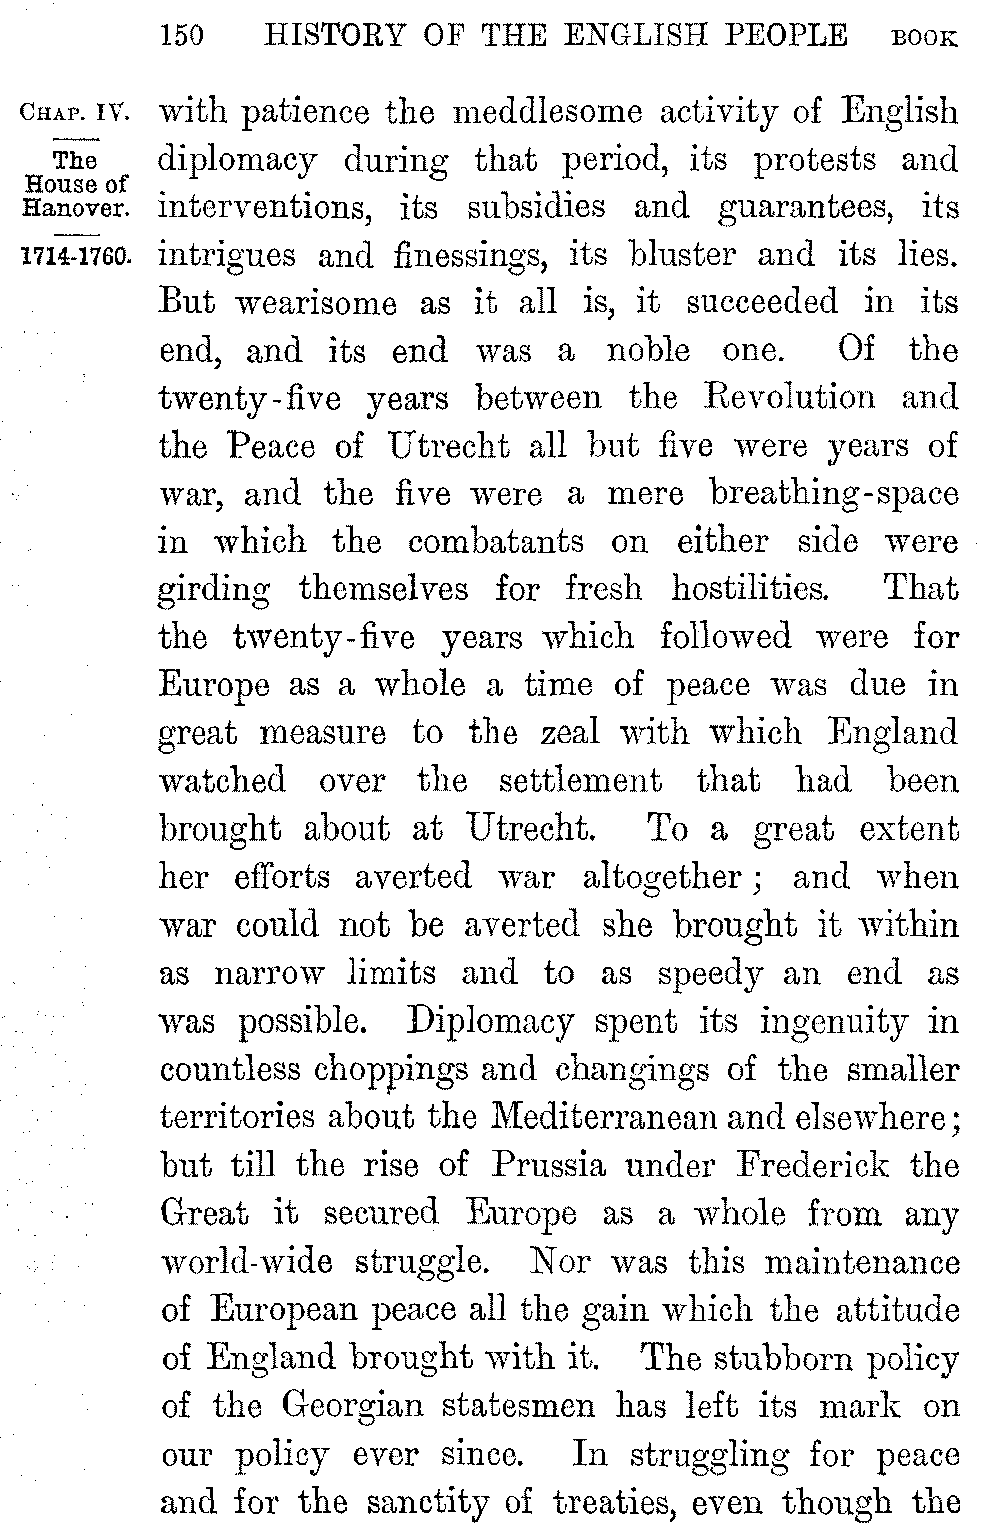 150 HISTORY OF THE ENGLISH PEOPLE BOOK
CHAP. IV.
The
House of
Hanover.
1714-1760.
with patience the meddlesome activity of English
diplomacy during that period, its protests and
interventions, its subsidies and guarantees, its
intrigues and finessings, its bluster and its lies.
But wearisome as it all is, it succeeded in its
end, and its end was a noble one. Of the
twenty-five years between the Revolution and
the Peace of Utrecht all but five were years of
war, and the five were a mere breathing-space
in which the combatants on either side were
girding themselves for fresh hostilities. That
the twenty-five years which followed were for
Europe as a whole a time of peace was due in
great measure to the zeal with which England
watched over the settlement that had been
brought about at Utrecht. To a great extent
her efforts averted war altogether; and when
war could not be averted she brought it within
as narrow limits and to as speedy an end as
was possible. Diplomacy spent its ingenuity in
countless choppings and changings of the smaller
territories about the Mediterranean and elsewhere;
but till the rise of Prussia under Frederick the
Great it secured Europe as a whole from any
world-wide struggle. Nor was this maintenance
of European peace all the gain which the attitude
of England brought with it. The stubborn policy
of the Georgian statesmen has left its mark on
our policy ever since. In struggling for peace
and for the sanctity of treaties, even though the